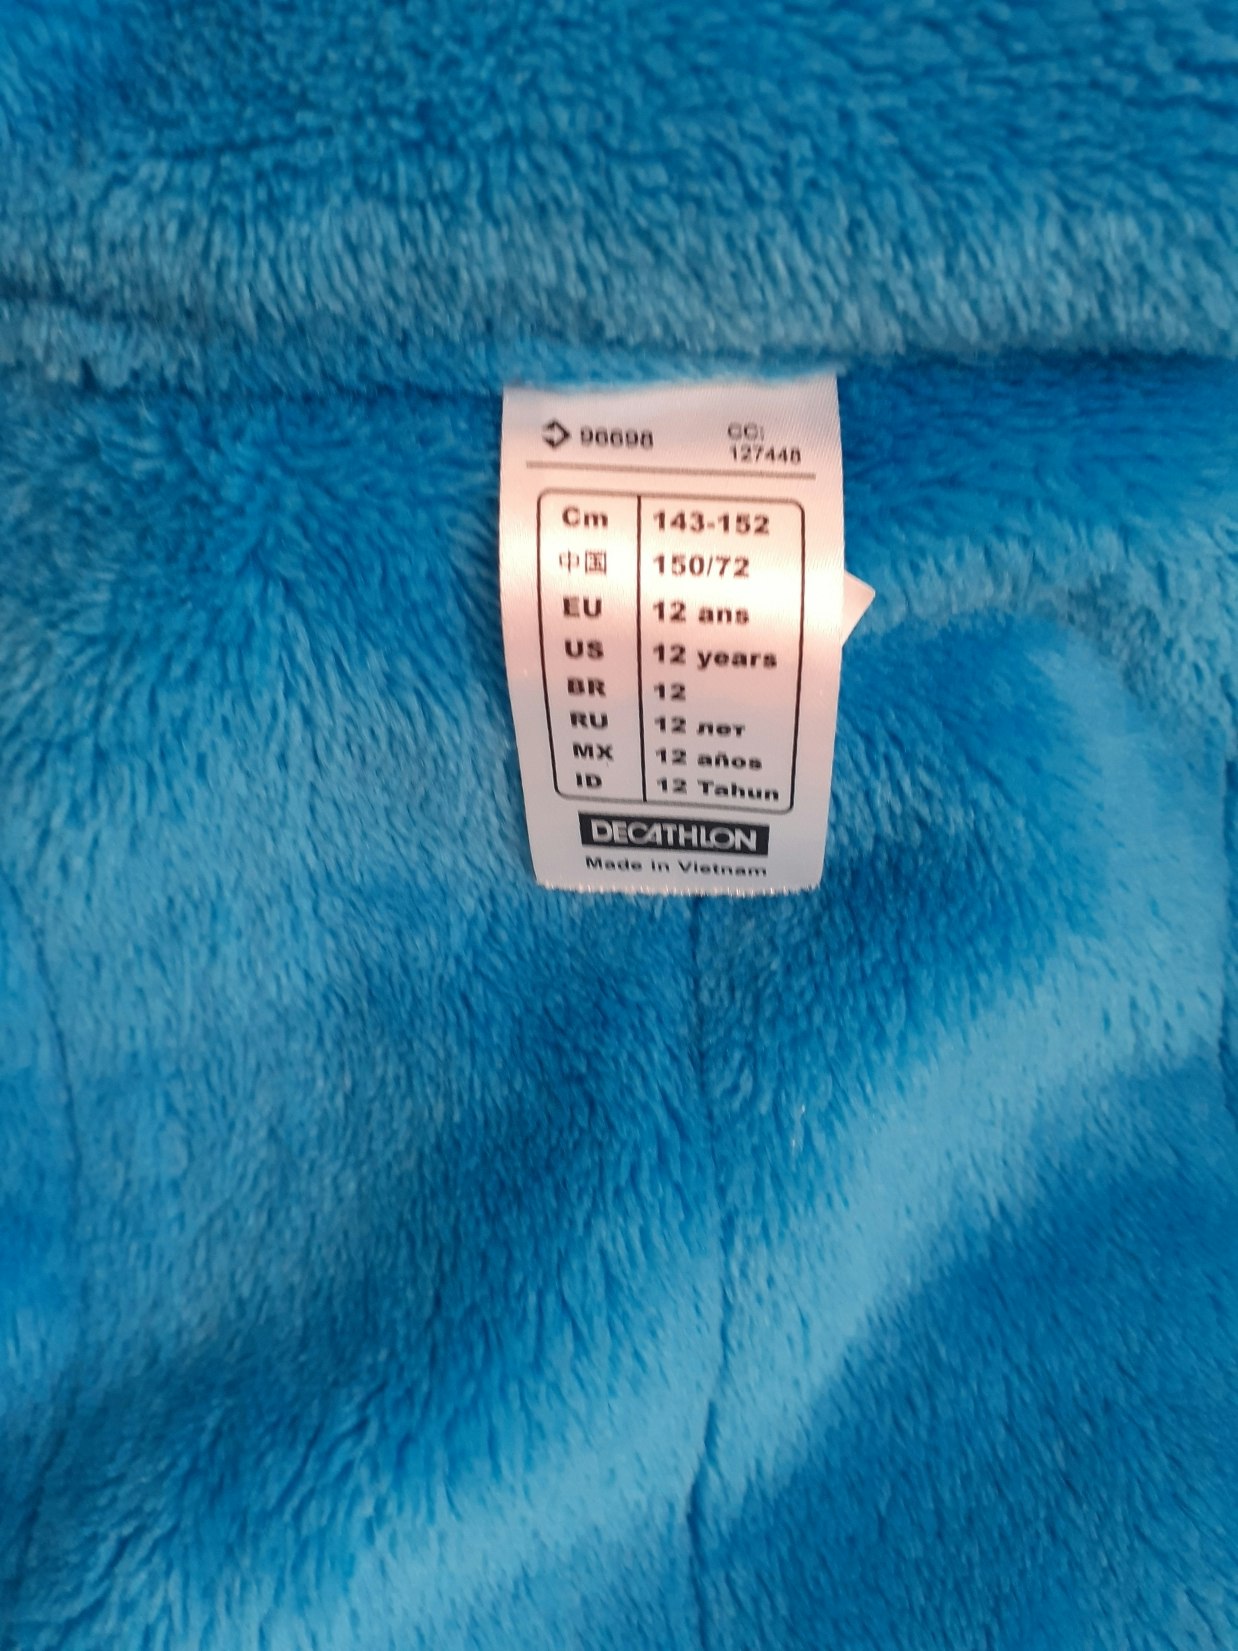 96698
CC:
127448
Cm 143-152
中国 150/72
EU 12 ans
US 12 years
BR 12
RU 12 лет
MX 12 años
ID 12 Tahun
DECATHLON
Made in Vietnam